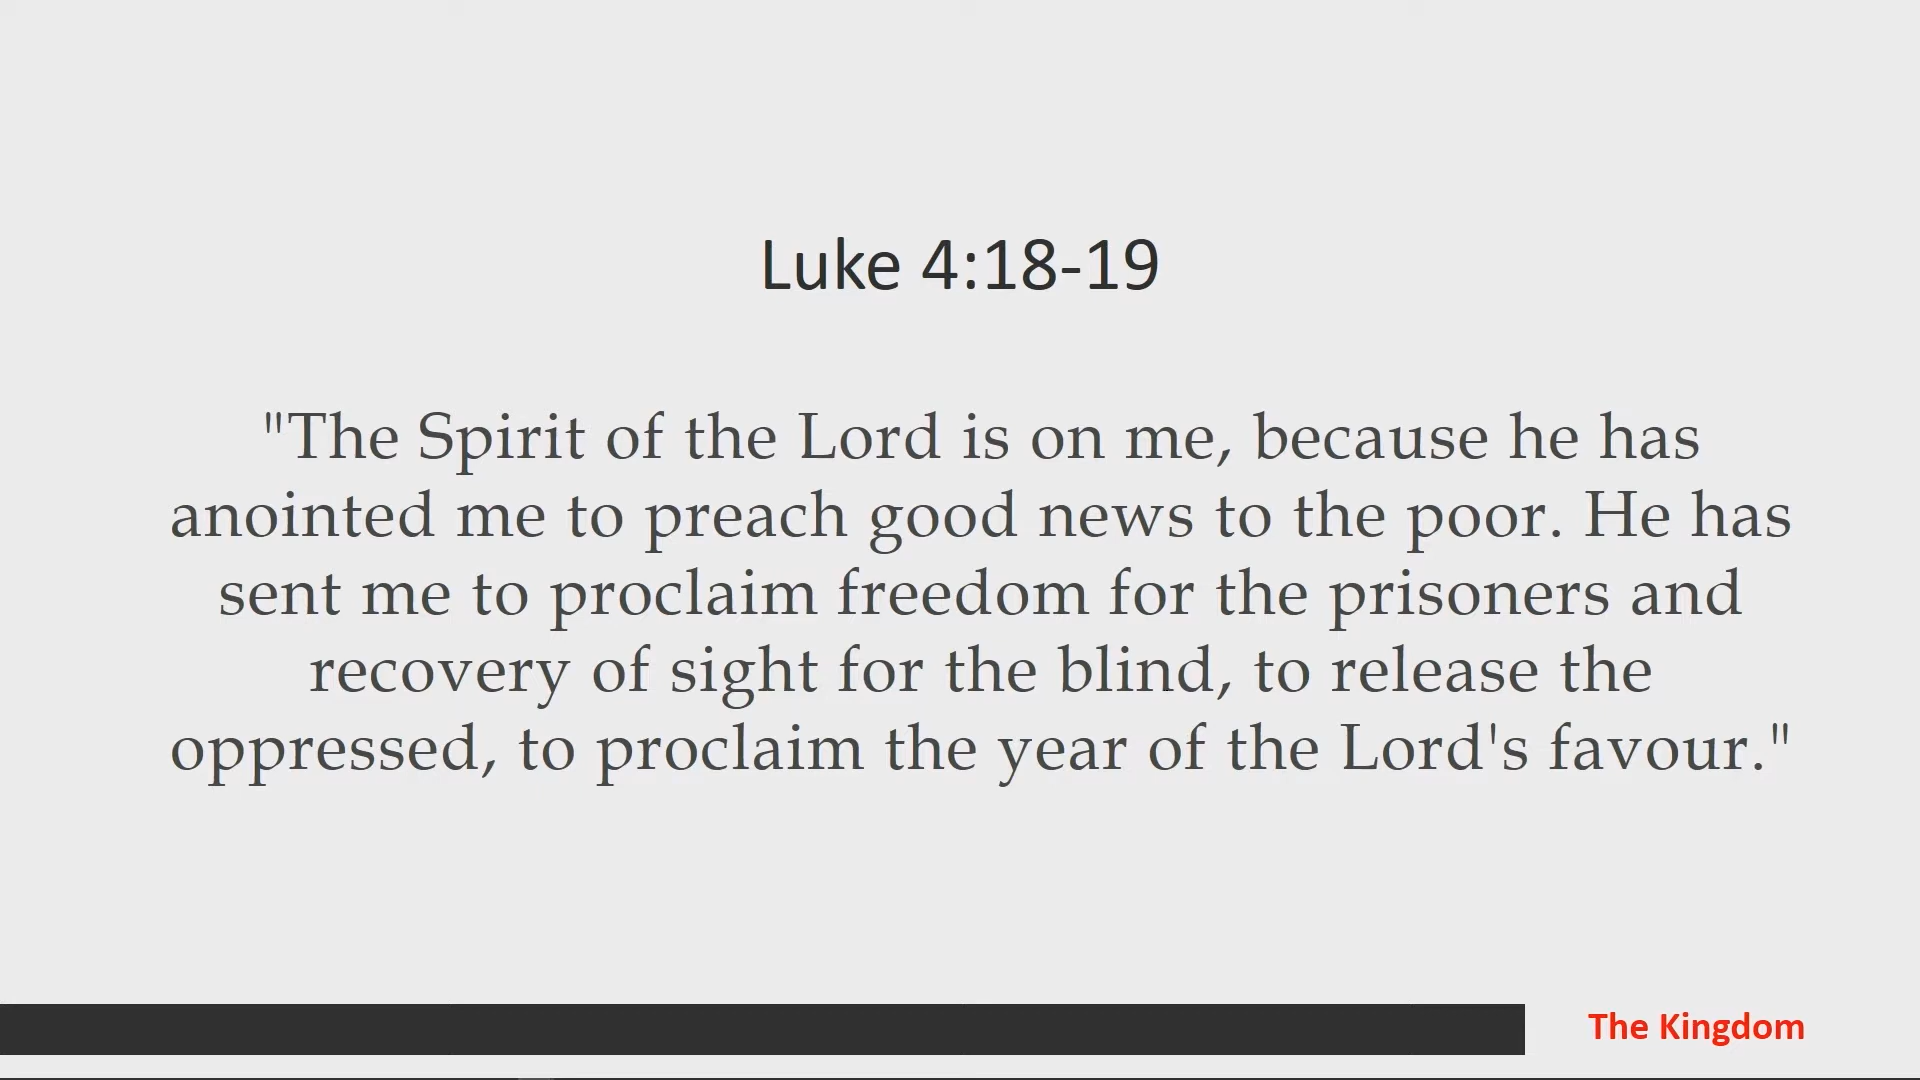 Luke 4:18-19
"The Spirit of the Lord is on me, because he has
anointed me to preach good news to the poor. He has
sent me to proclaim freedom for the prisoners and
recovery of sight for the blind, to release the
oppressed, to proclaim the year of the Lord's favour."
The Kingdom